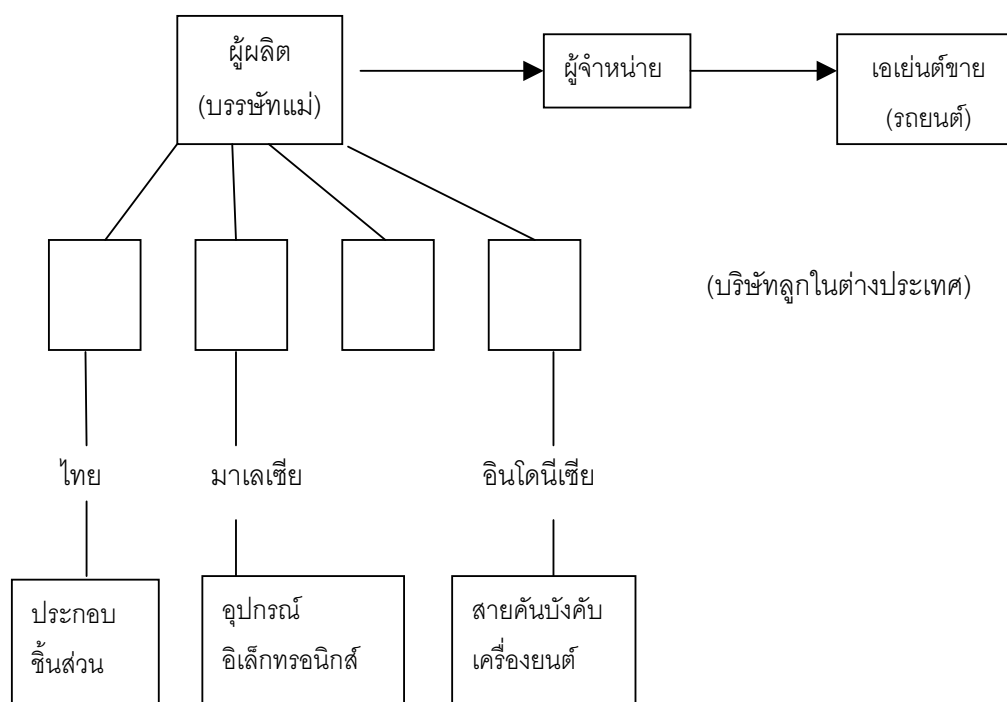 ผู้ผลิต
(บรรษัทแม่)
ผู้จำหน่าย
เอเย่นต์ขาย
(รถยนต์)
(บริษัทลูกในต่างประเทศ)
ไทย
มาเลเซีย
อินโดนีเซีย
ประกอบ
ชิ้นส่วน
อุปกรณ์
อิเล็กทรอนิกส์
สายคันบังคับ
เครื่องยนต์